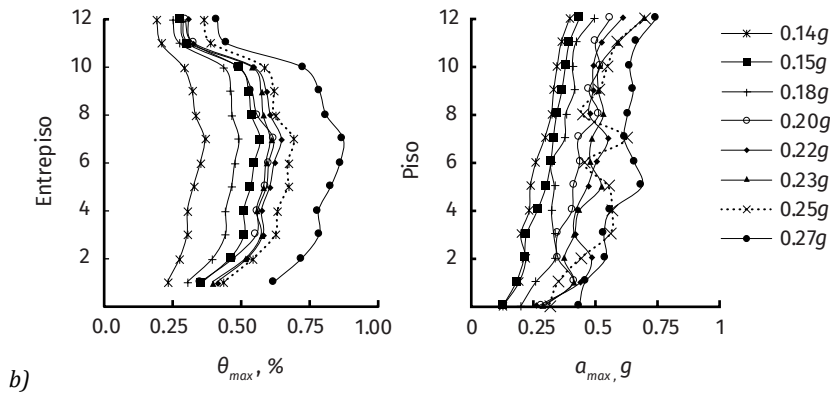 12
10
8
6
4
2
Entrepiso
0.0
0.25
0.50
0.75
1.00
θmax, %
12
10
8
6
4
2
0
Piso
0
0.25
0.5
0.75
1
amax, g
0.14g
0.15g
0.18g
0.20g
0.22g
0.23g
0.25g
0.27g
b)